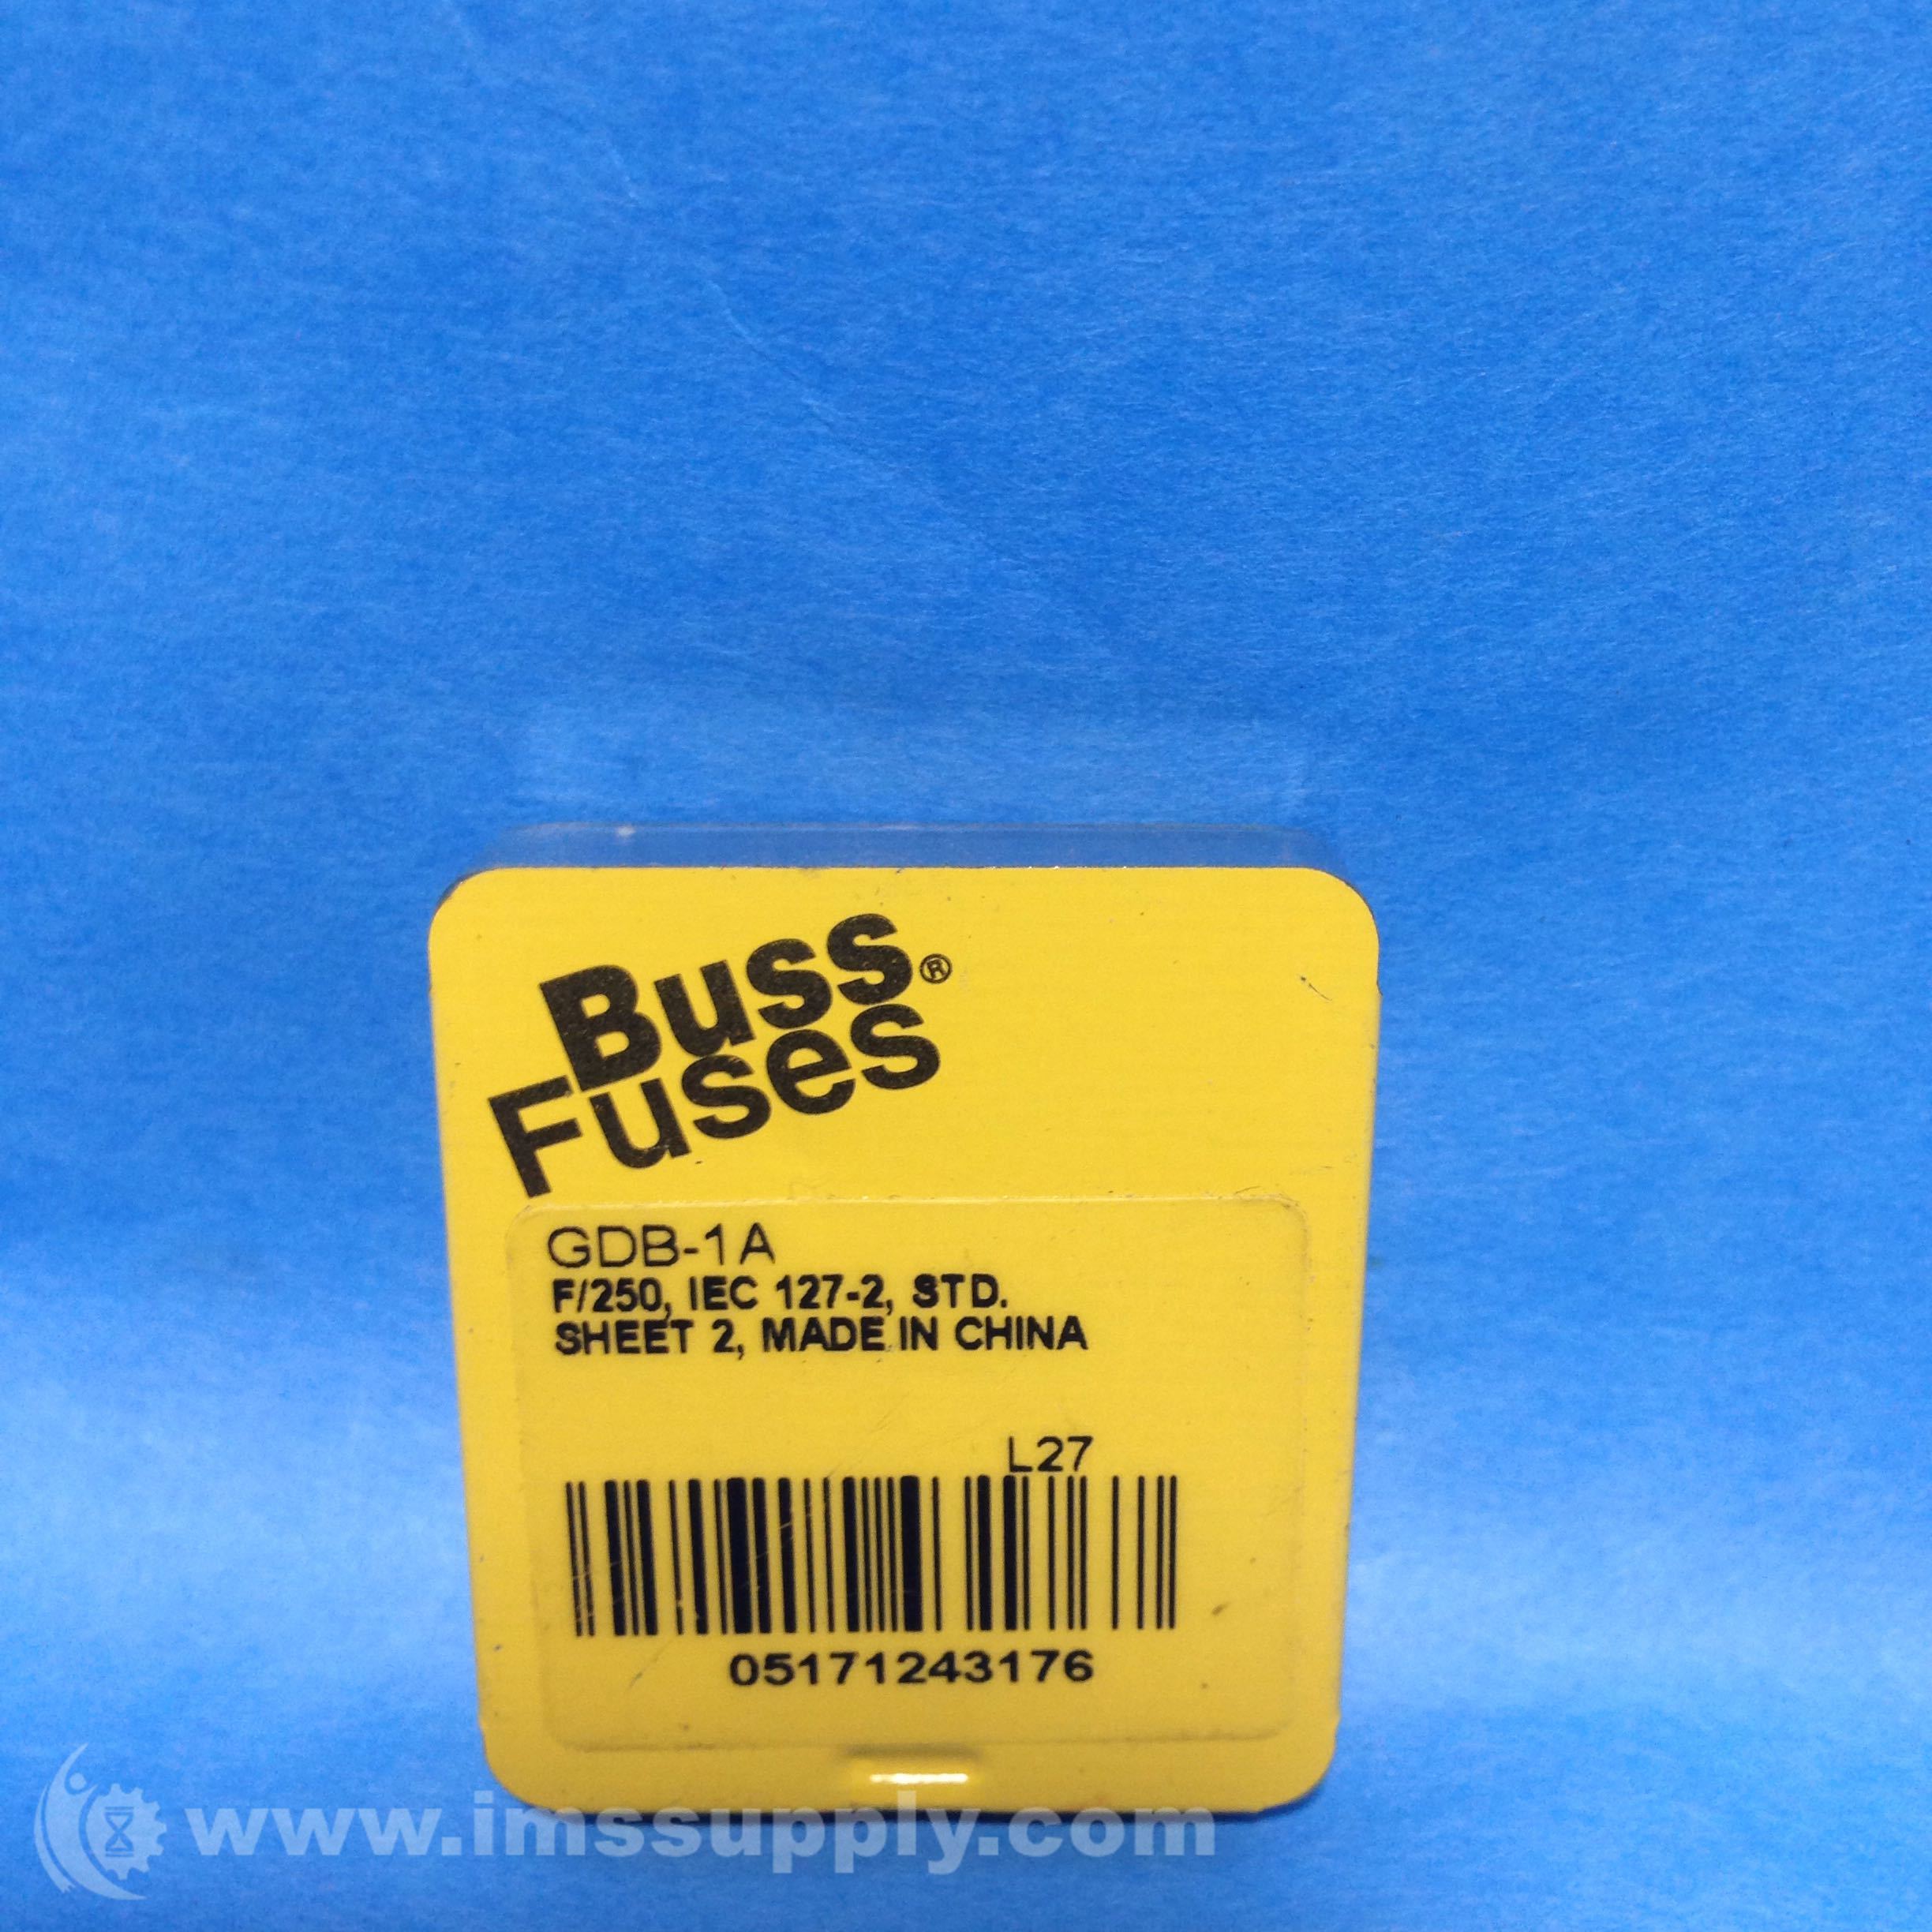 Buss®
Fuses
GDB-1A
F/250, IEC 127-2, STD.
SHEET 2, MADE IN CHINA
L27
05171243176
www.imssupply.com